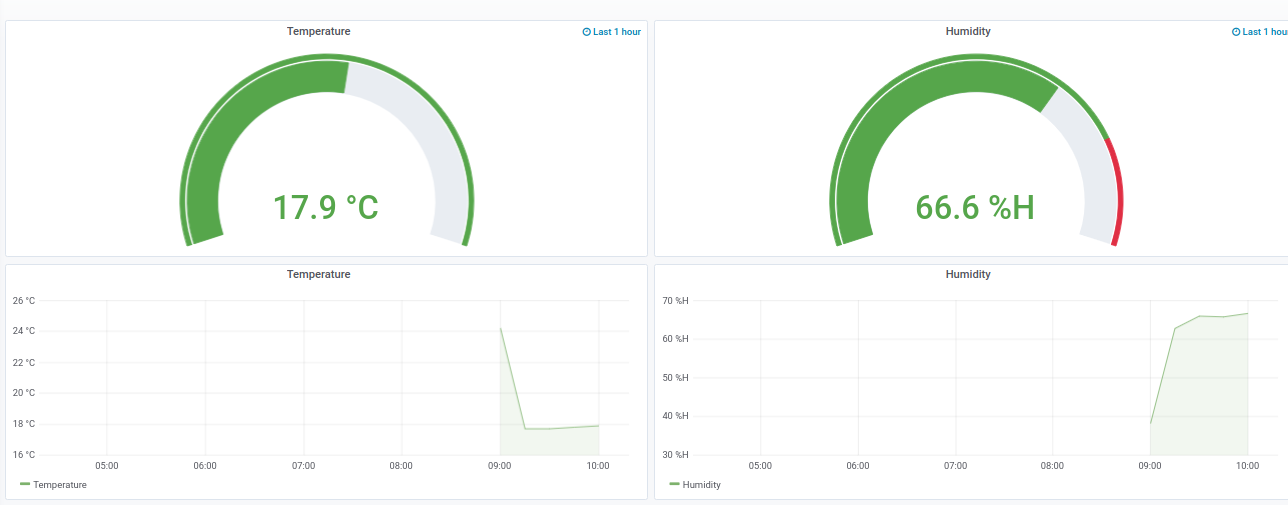 Temperature
Last 1 hour
17.9 °C
Humidity
Last 1 hou
66.6 %H
Temperature
26 °C
24 °C
22 °C
20 °C
18 °C
16 °C
05:00 06:00 07:00 08:00 09:00 10:00
Temperature
Humidity
70 %H
60 %H
50 %H
40 %H
30 %H
05:00 06:00 07:00 08:00 09:00 10:00
Humidity